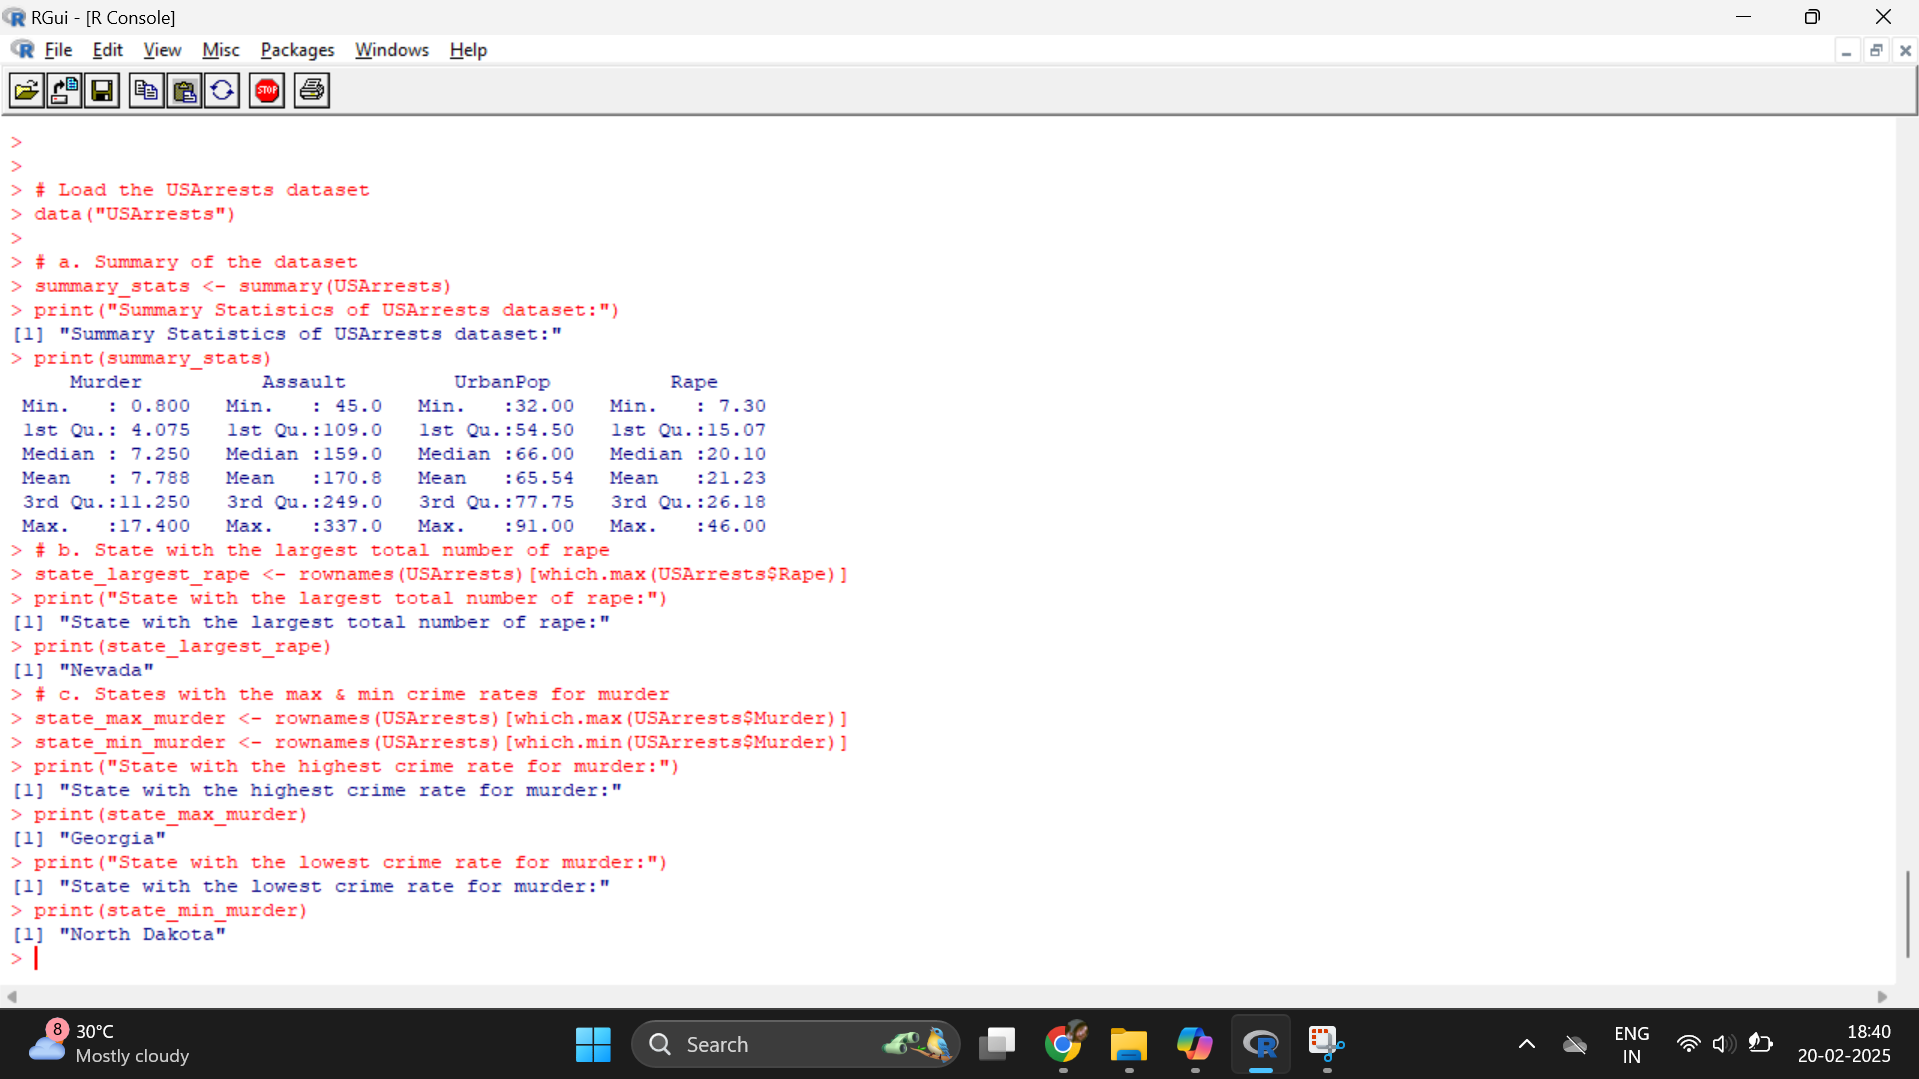 RGui - [R Console]
File Edit View Misc Packages Windows Help
STOP
>
>
> # Load the USArrests dataset
> data("USArrests")
>
> # a. Summary of the dataset
> summary_stats <- summary(USArrests)
> print("Summary Statistics of USArrests dataset:")
[1] "Summary Statistics of USArrests dataset:"
> print(summary_stats)
     Murder          Assault         UrbanPop          Rape
 Min.   : 0.800   Min.   : 45.0   Min.   :32.00   Min.   : 7.30
 1st Qu.: 4.075   1st Qu.:109.0   1st Qu.:54.50   1st Qu.:15.07
 Median : 7.250   Median :159.0   Median :66.00   Median :20.10
 Mean   : 7.788   Mean   :170.8   Mean   :65.54   Mean   :21.23
 3rd Qu.:11.250   3rd Qu.:249.0   3rd Qu.:77.75   3rd Qu.:26.18
 Max.   :17.400   Max.   :337.0   Max.   :91.00   Max.   :46.00
> # b. State with the largest total number of rape
> state_largest_rape <- rownames(USArrests)[which.max(USArrests$Rape)]
> print("State with the largest total number of rape:")
[1] "State with the largest total number of rape:"
> print(state_largest_rape)
[1] "Nevada"
> # c. States with the max & min crime rates for murder
> state_max_murder <- rownames(USArrests)[which.max(USArrests$Murder)]
> state_min_murder <- rownames(USArrests)[which.min(USArrests$Murder)]
> print("State with the highest crime rate for murder:")
[1] "State with the highest crime rate for murder:"
> print(state_max_murder)
[1] "Georgia"
> print("State with the lowest crime rate for murder:")
[1] "State with the lowest crime rate for murder:"
> print(state_min_murder)
[1] "North Dakota"
>
8 30°C
Mostly cloudy
Search
ENG
IN
18:40
20-02-2025